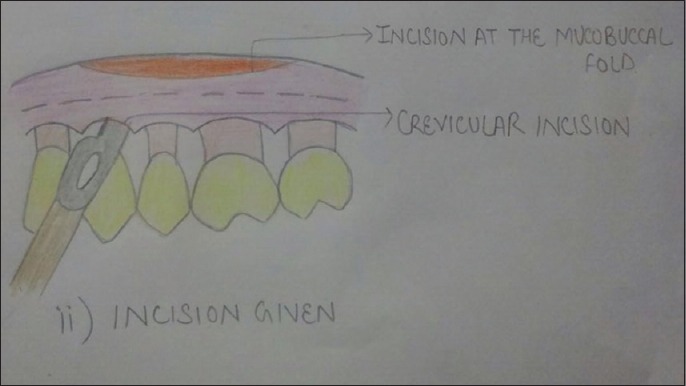 INCISION AT THE MUCOBUCCAL
FOLD
CREVICULAR INCISION
ii) INCISION GIVEN